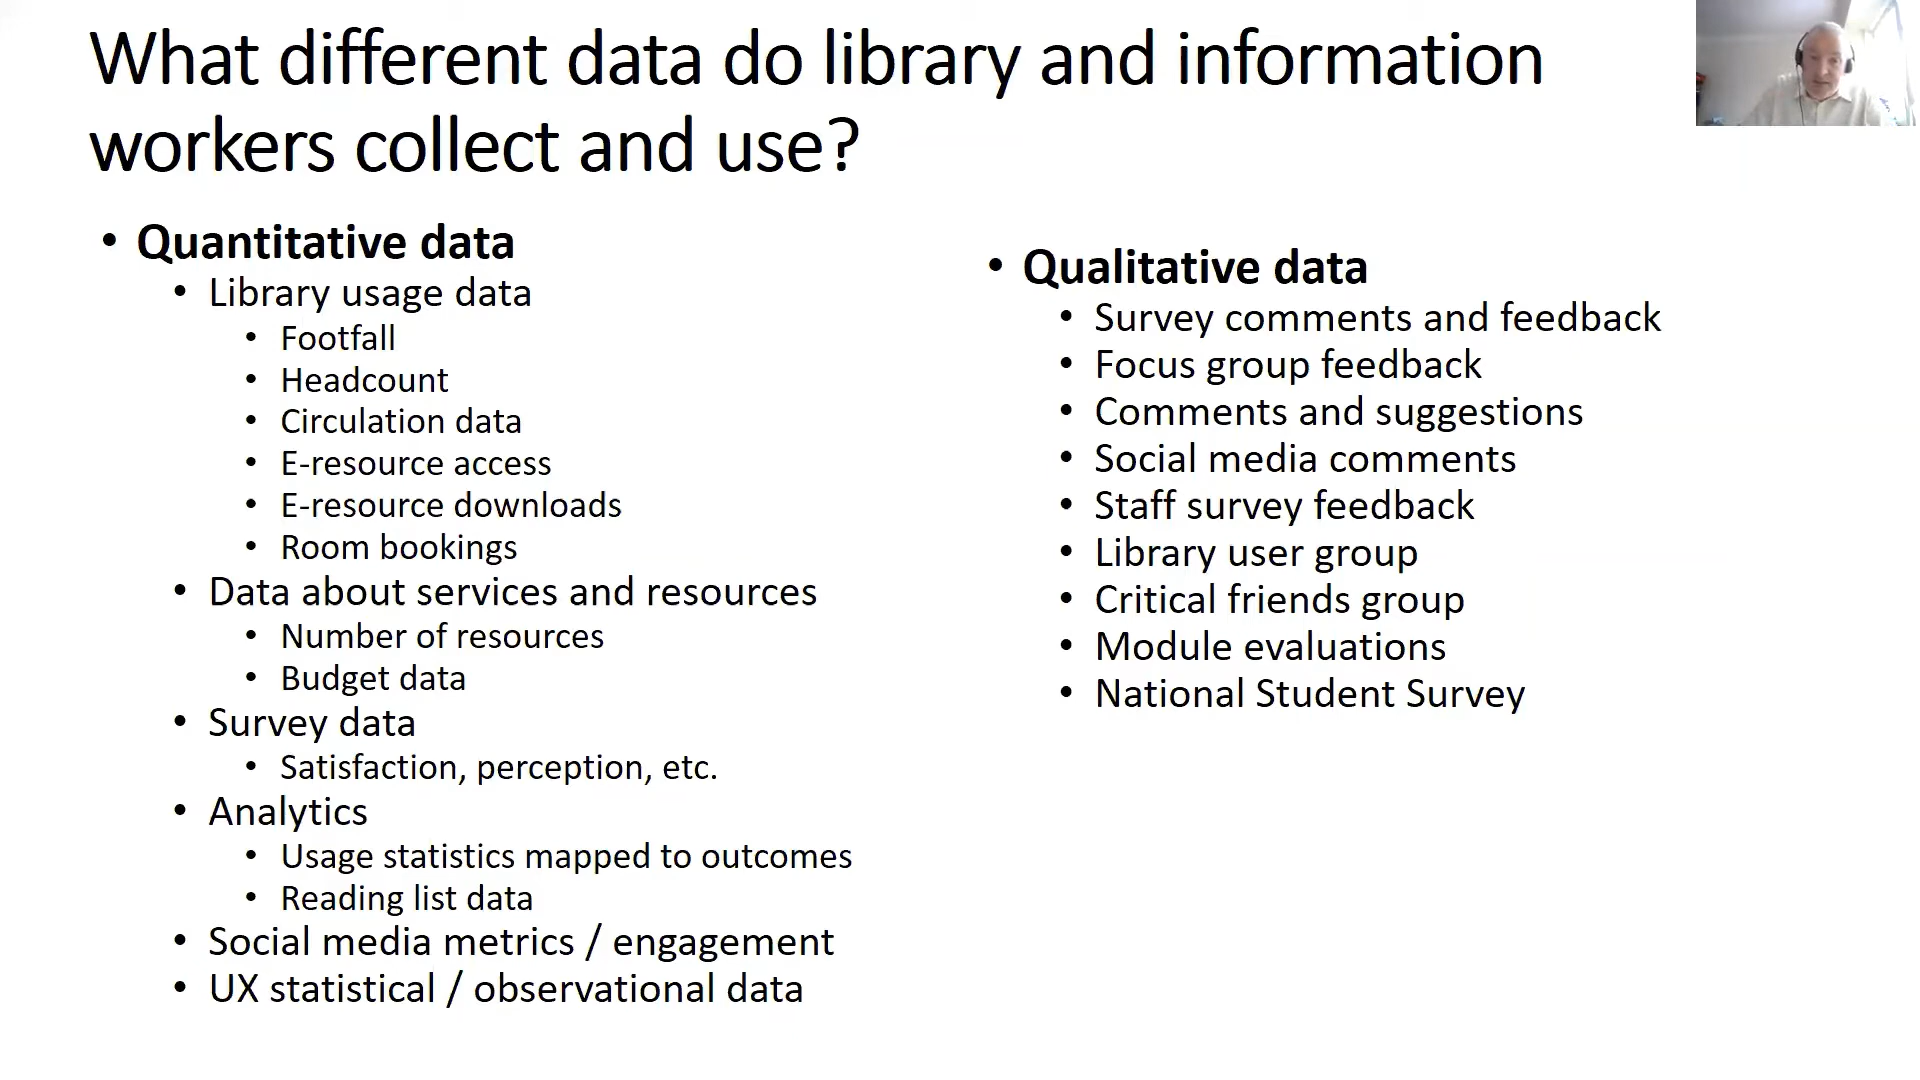 What different data do library and information
workers collect and use?
• Quantitative data
• Library usage data
• Footfall
• Headcount
• Circulation data
• E-resource access
• E-resource downloads
• Room bookings
• Data about services and resources
• Number of resources
• Budget data
• Survey data
• Satisfaction, perception, etc.
• Analytics
• Usage statistics mapped to outcomes
• Reading list data
• Social media metrics / engagement
• UX statistical / observational data
• Qualitative data
• Survey comments and feedback
• Focus group feedback
• Comments and suggestions
• Social media comments
• Staff survey feedback
• Library user group
• Critical friends group
• Module evaluations
• National Student Survey